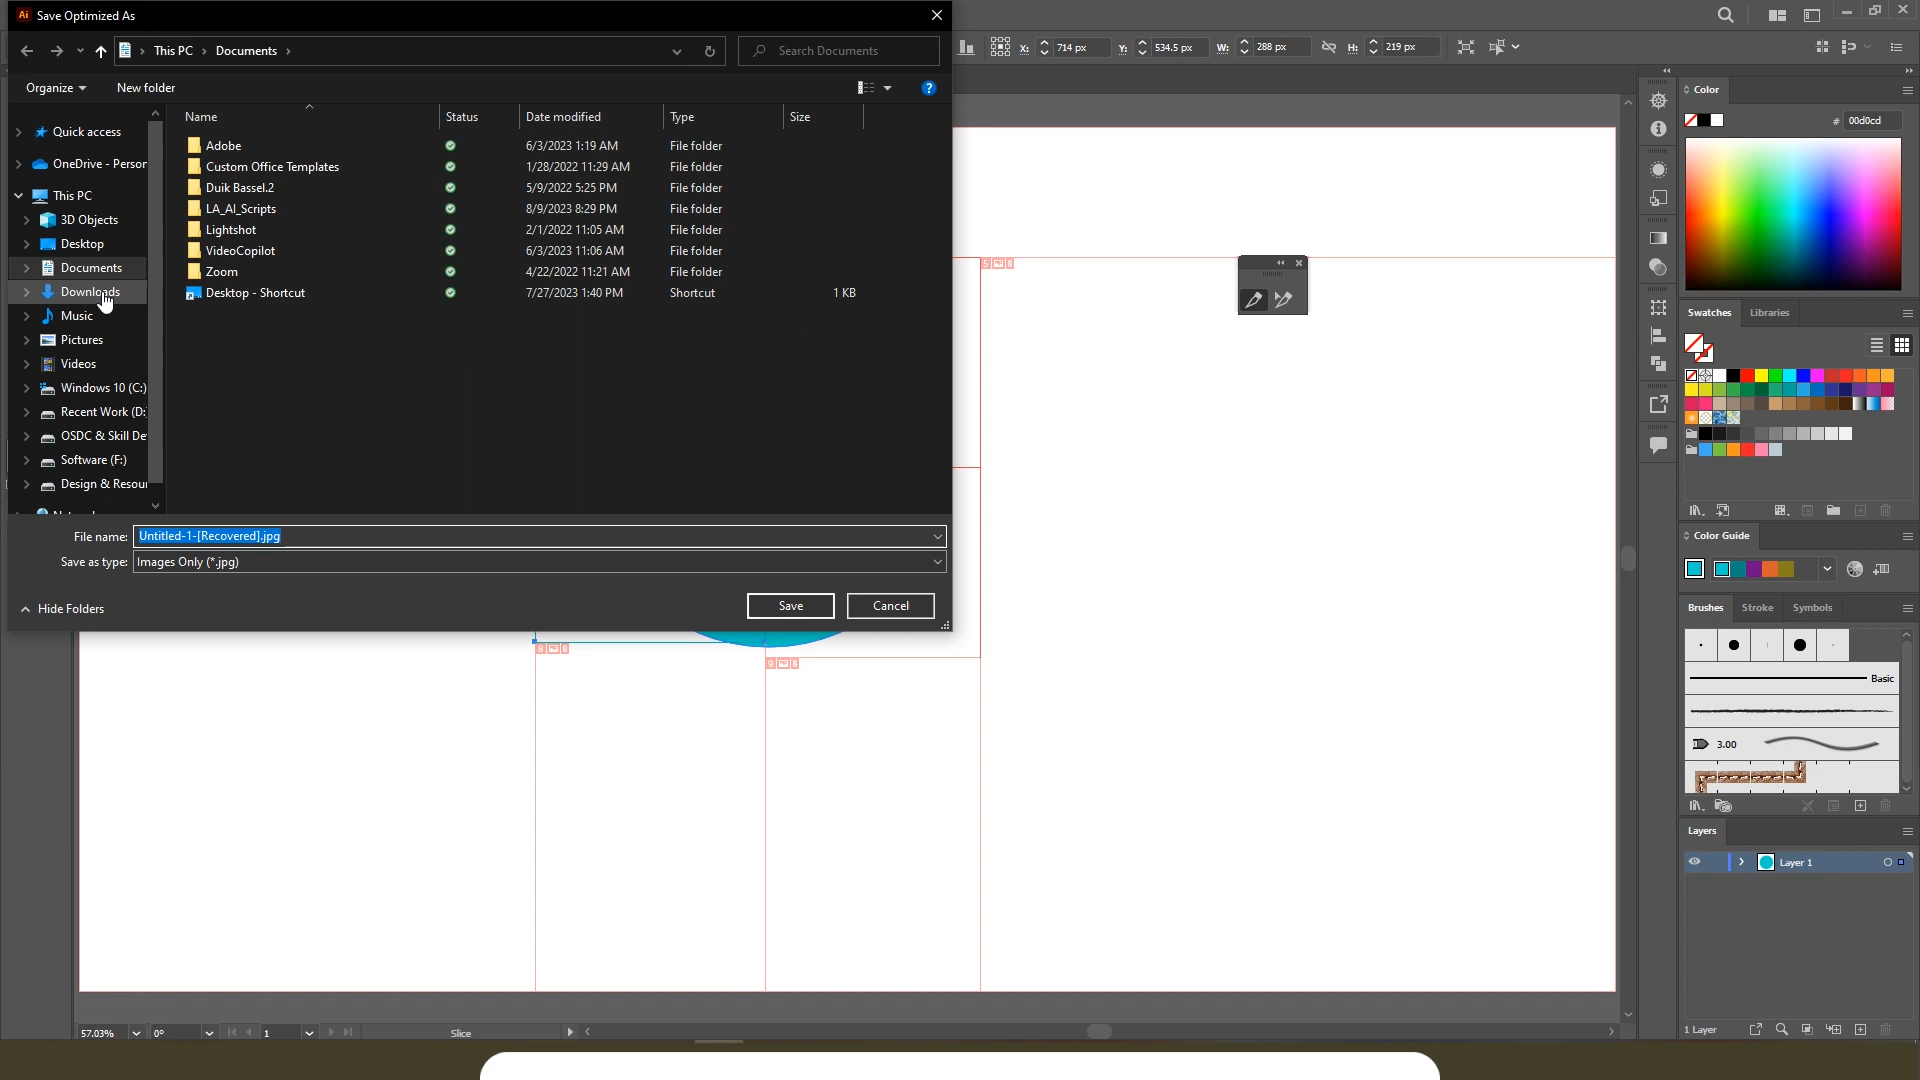 Ai Save Optimized As
This PC Documents
Search Documents
X: 714 px Y: 534.5 px W: 288 px H: 219 px
Organize New folder
Name Status Date modified Type Size
Quick access
OneDrive - Person
This PC
3D Objects
Desktop
Documents
Downloads
Music
Pictures
Videos
Windows 10 (C:)
Recent Work (D:
OSDC & Skill De
Software (F:)
Design & Resou
Adobe 6/3/2023 1:19 AM File folder
Custom Office Templates 1/28/2022 11:29 AM File folder
Duik Bassel.2 5/9/2022 5:25 PM File folder
LA_AI_Scripts 8/9/2023 8:29 PM File folder
Lightshot 2/1/2022 11:05 AM File folder
VideoCopilot 6/3/2023 11:06 AM File folder
Zoom 4/22/2022 11:21 AM File folder
Desktop - Shortcut 7/27/2023 1:40 PM Shortcut 1 KB
File name: Untitled-1-[Recovered].jpg
Save as type: Images Only (*.jpg)
Hide Folders
Save Cancel
5
8
9
Color
# 00d0cd
Swatches Libraries
Color Guide
Brushes Stroke Symbols
Basic
3.00
Layers
Layer 1
1 Layer
57.03% 0° 1 Slice